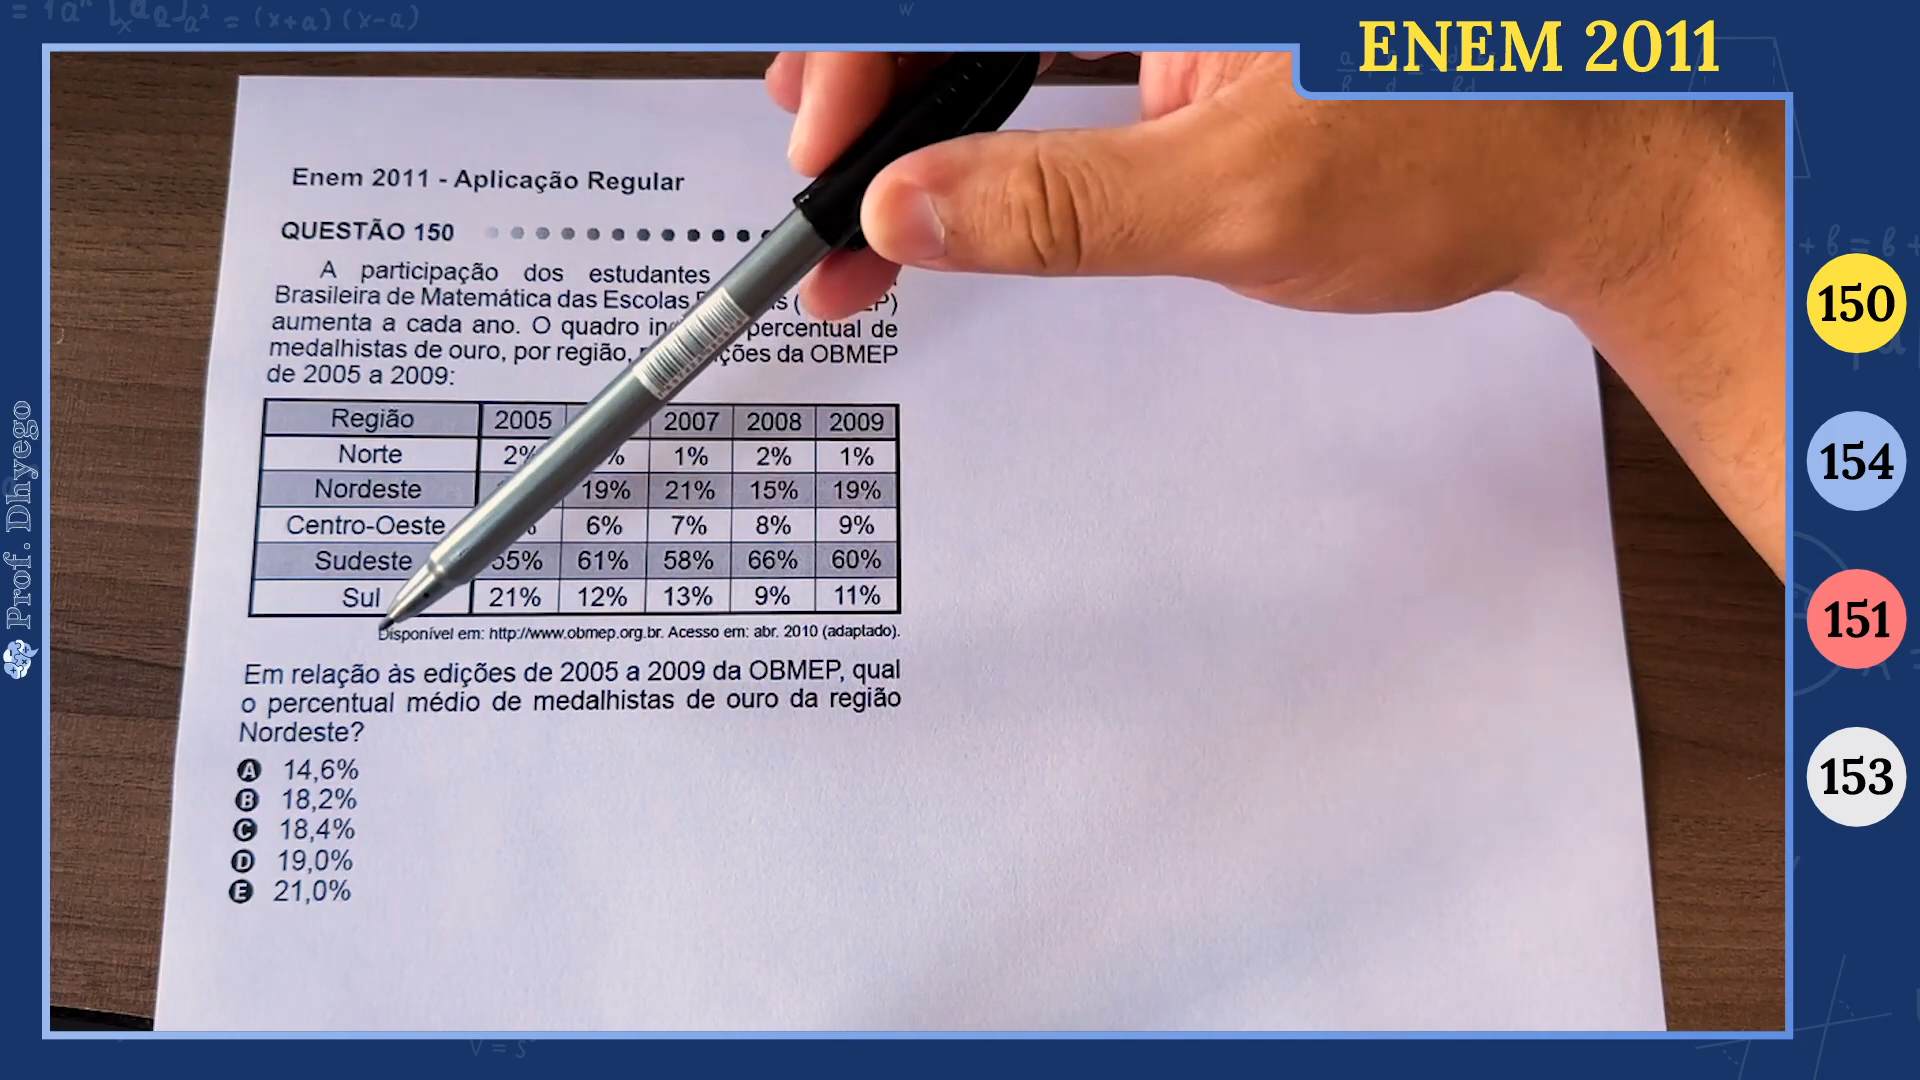 ENEM 2011
Enem 2011 - Aplicação Regular
QUESTÃO 150
A participação dos estudantes
Brasileira de Matemática das Escolas
aumenta a cada ano. O quadro percentual de
medalhistas de ouro, por região, da OBMEP
de 2005 a 2009:
Região 2005 2007 2008 2009
Norte 2% 1% 2% 1%
Nordeste 19% 21% 15% 19%
Centro-Oeste 6% 7% 8% 9%
Sudeste 55% 61% 58% 66% 60%
Sul 21% 12% 13% 9% 11%
Disponível em: http://www.obmep.org.br. Acesso em: abr. 2010 (adaptado).
Em relação às edições de 2005 a 2009 da OBMEP, qual
o percentual médio de medalhistas de ouro da região
Nordeste?
A 14,6%
B 18,2%
C 18,4%
D 19,0%
E 21,0%
150
154
151
153
Prof. Dhyego